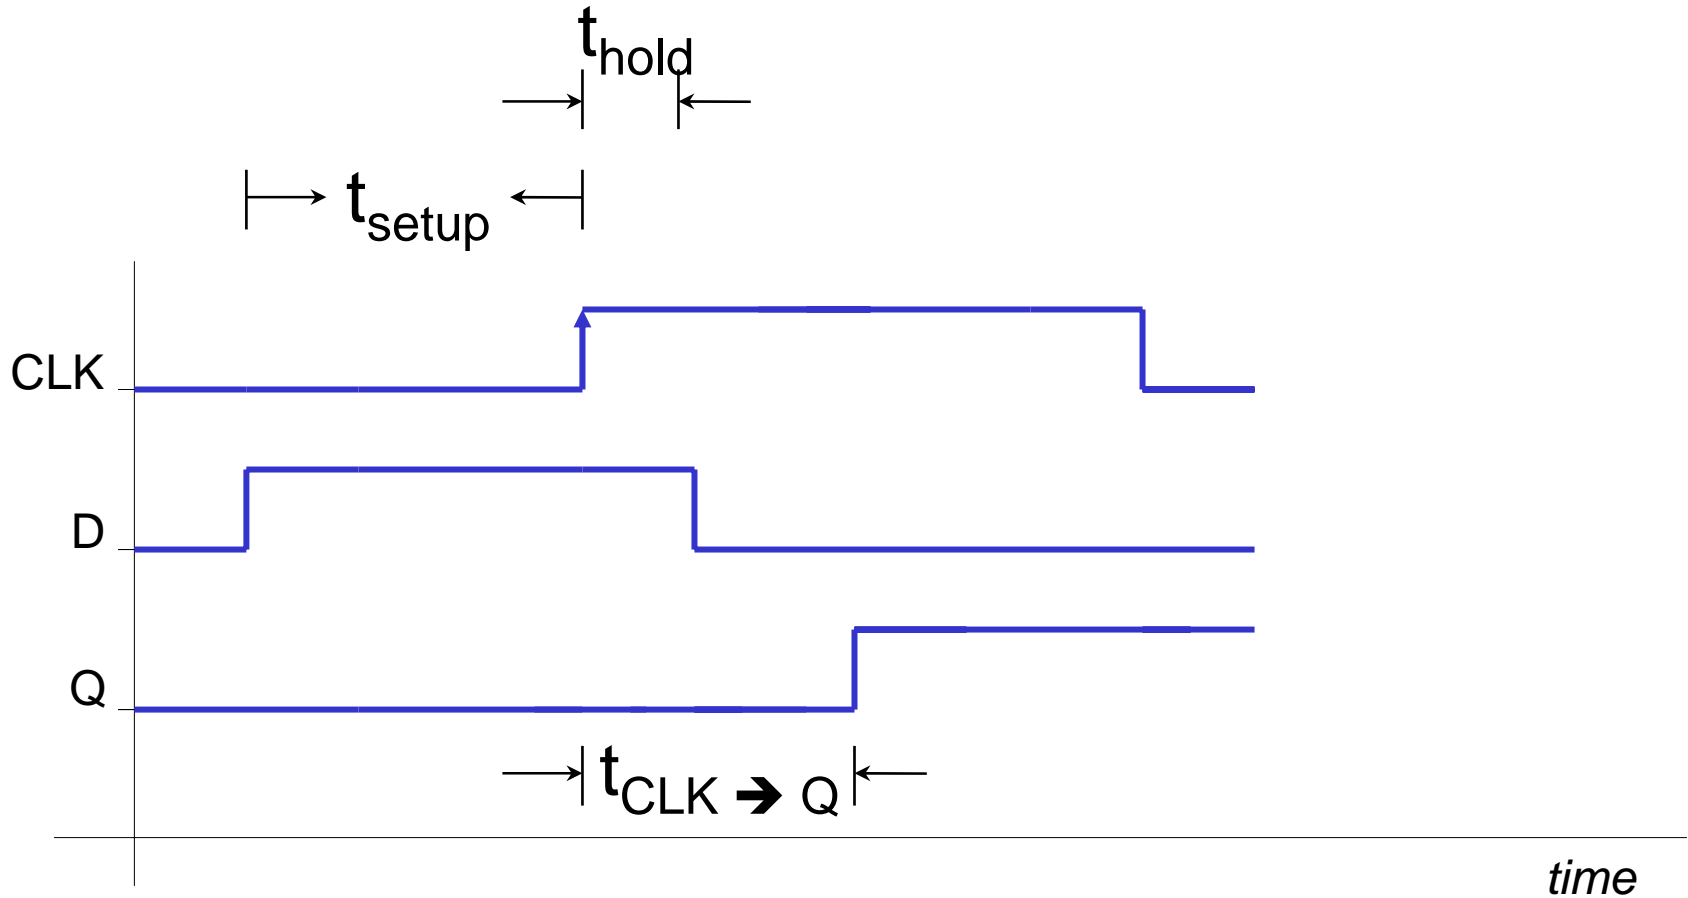 thold
tsetup
CLK
D
Q
tCLK ➔ Q
time